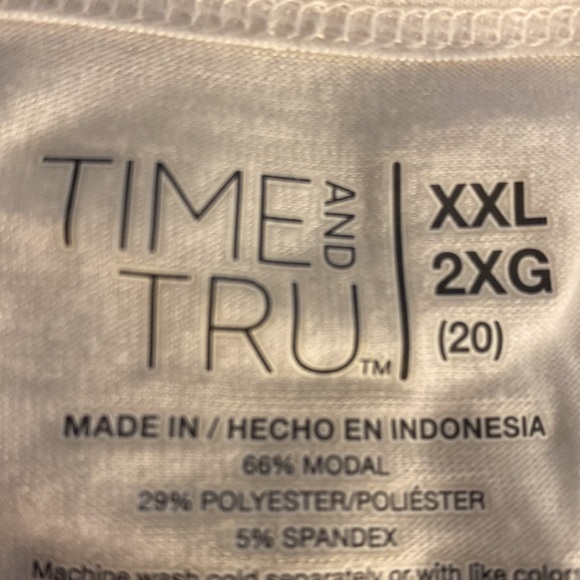 TIME AND
TRU™
XXL
2XG
(20)
MADE IN / HECHO EN INDONESIA
66% MODAL
29% POLYESTER/POLIÉSTER
5% SPANDEX
Machine wash cold separately or with like colors